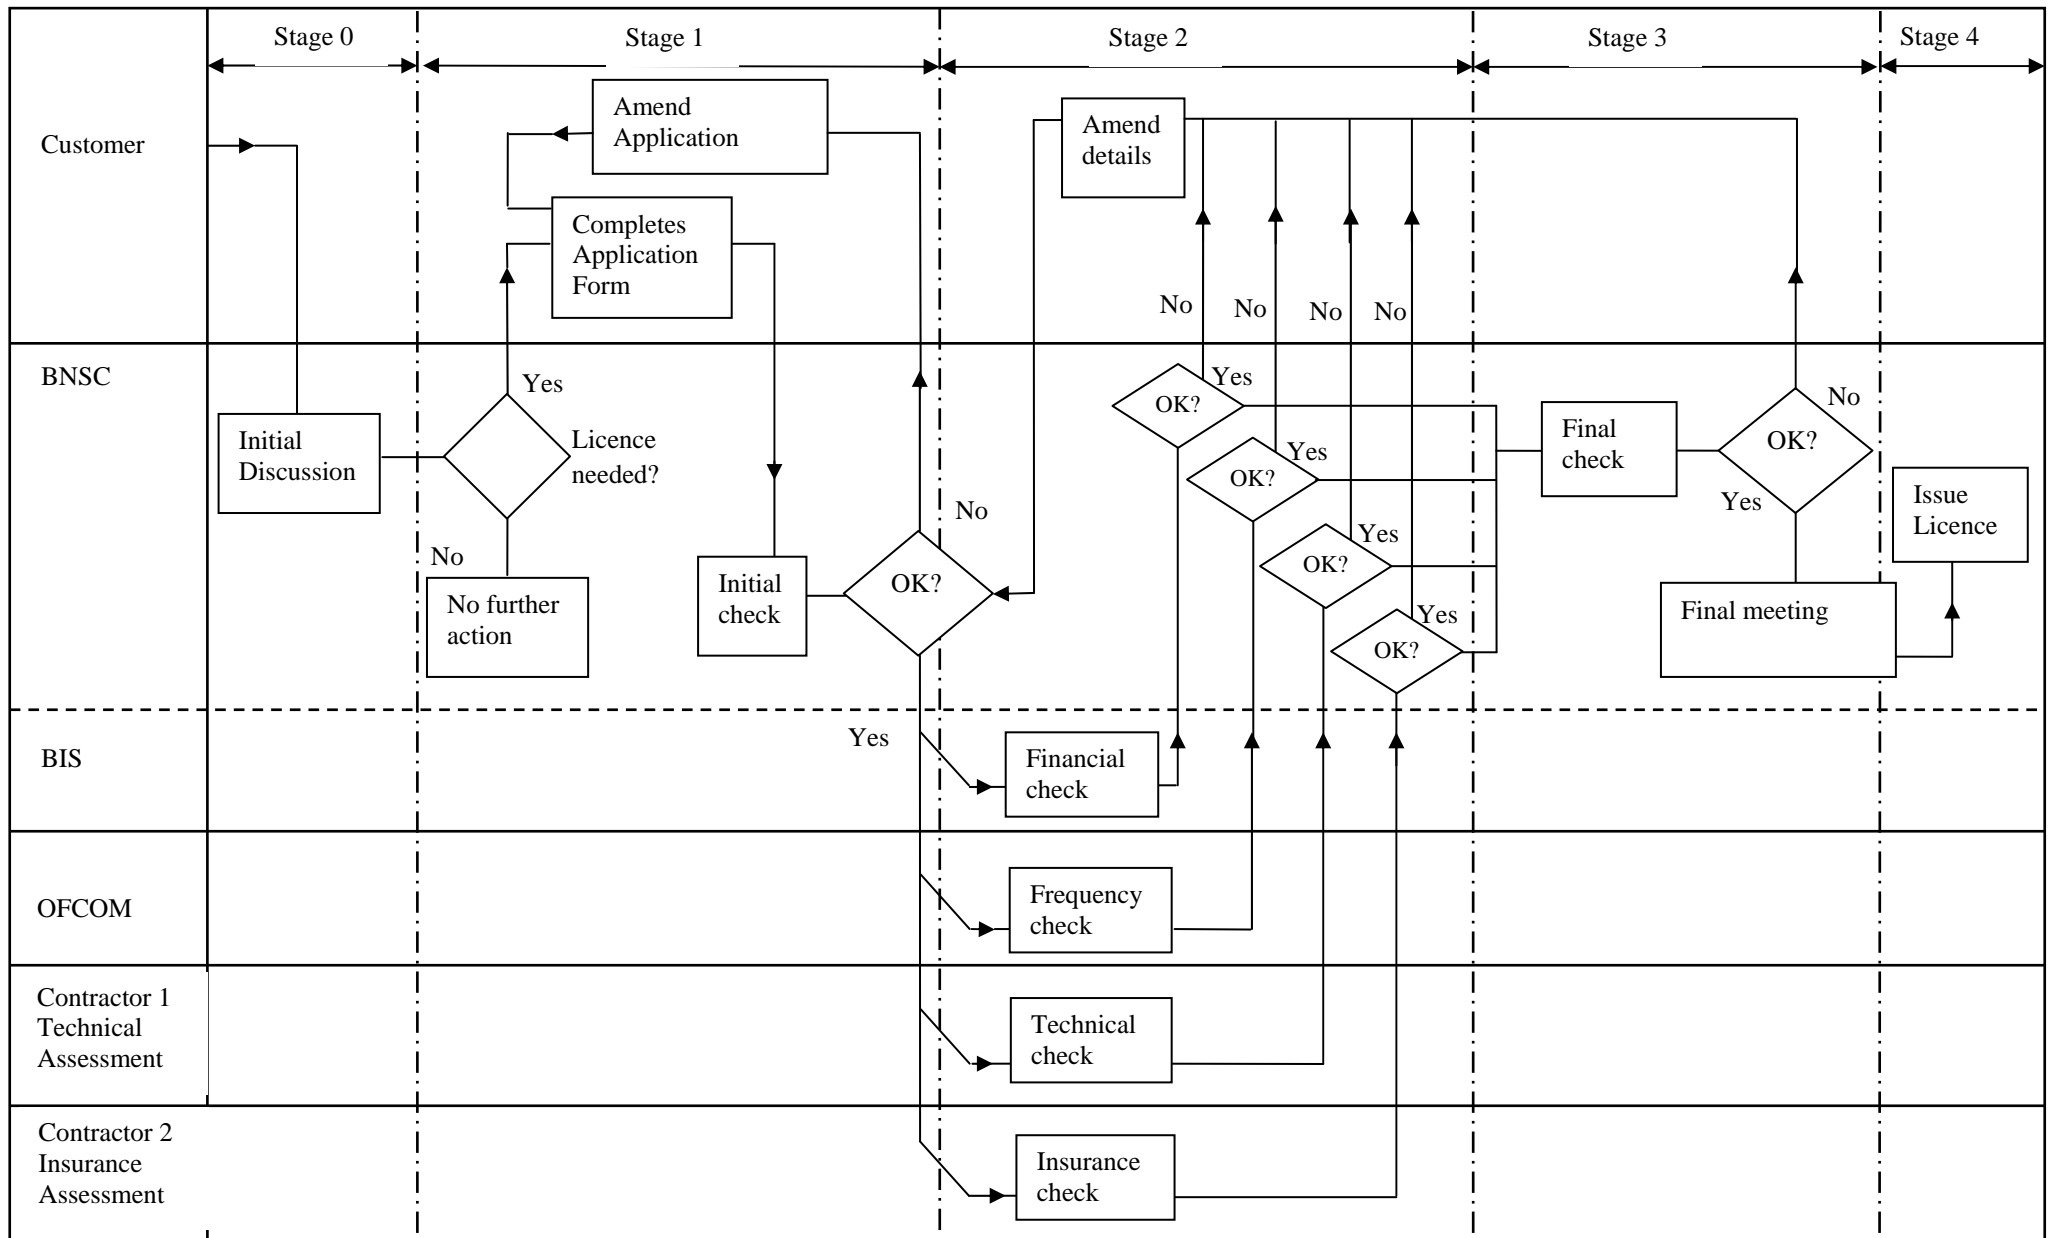 Stage 0
Stage 1
Stage 2
Stage 3
Stage 4
Customer
Amend
Application
Completes
Application
Form
Amend
details
No
No
No
No
BNSC
Initial
Discussion
Yes
Licence
needed?
No
No further
action
Initial
check
OK?
No
Yes
OK?
Yes
OK?
Yes
OK?
Yes
OK?
Yes
Final
check
OK?
No
Yes
Final meeting
Issue
Licence
BIS
Financial
check
OFCOM
Frequency
check
Contractor 1
Technical
Assessment
Technical
check
Contractor 2
Insurance
Assessment
Insurance
check